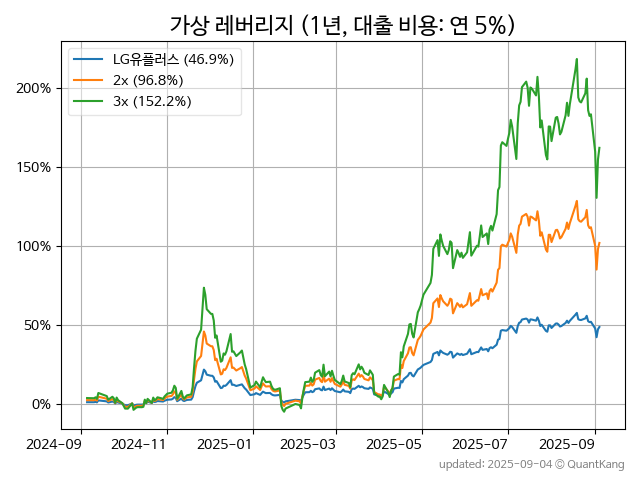 가상 레버리지 (1년, 대출 비용: 연 5%)
LG유플러스 (46.9%)
2x (96.8%)
3x (152.2%)
200%
150%
100%
50%
0%
2024-09 2024-11 2025-01 2025-03 2025-05 2025-07 2025-09
updated: 2025-09-04 © QuantKang